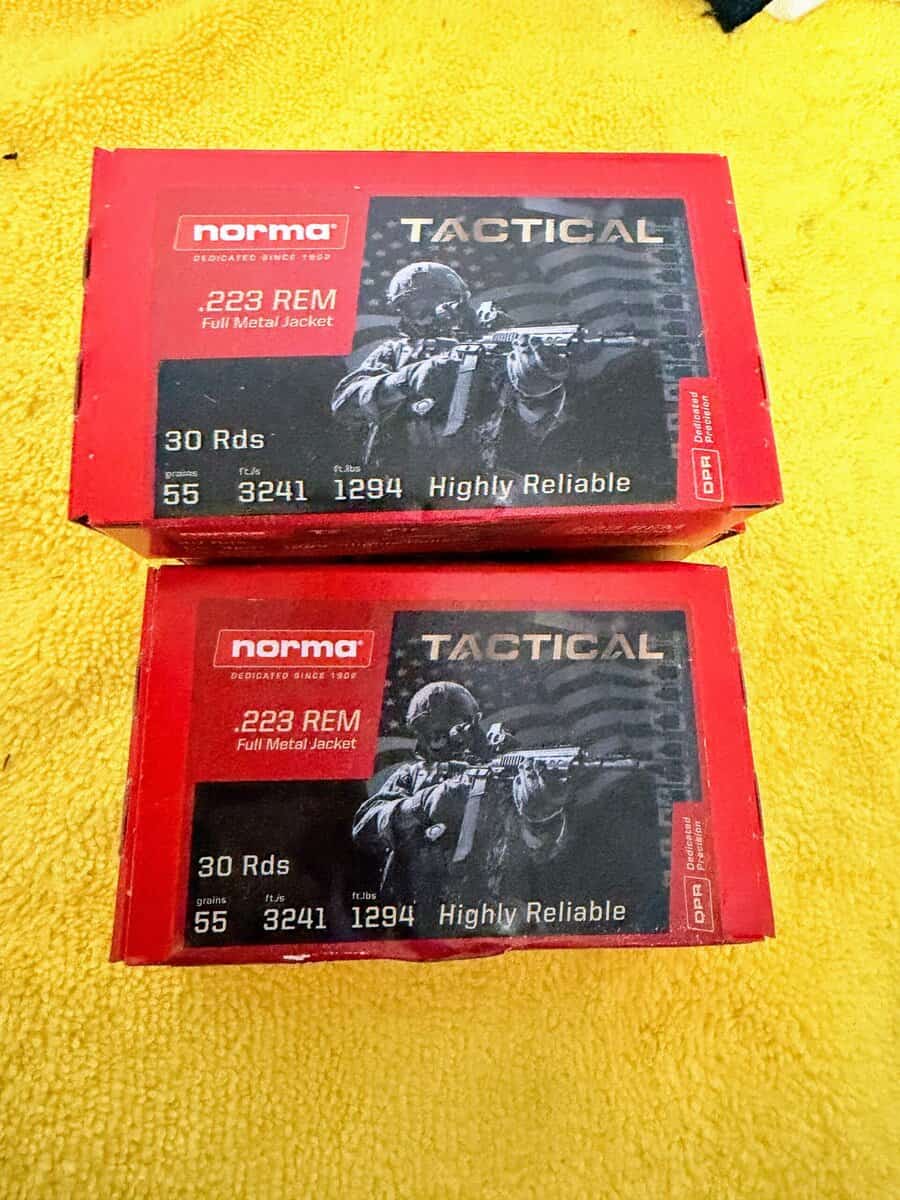 norma
DEDICATED SINCE 1902
TACTICAL
.223 REM
Full Metal Jacket
30 Rds
grains
ft./s
ft.lbs
55
3241
1294
Highly Reliable
DPR
Dedicated
Precision
223 REM
norma
DEDICATED SINCE 1902
TACTICAL
.223 REM
Full Metal Jacket
30 Rds
grains
ft./s
ft.lbs
55
3241
1294
Highly Reliable
DPR
Dedicated
Precision